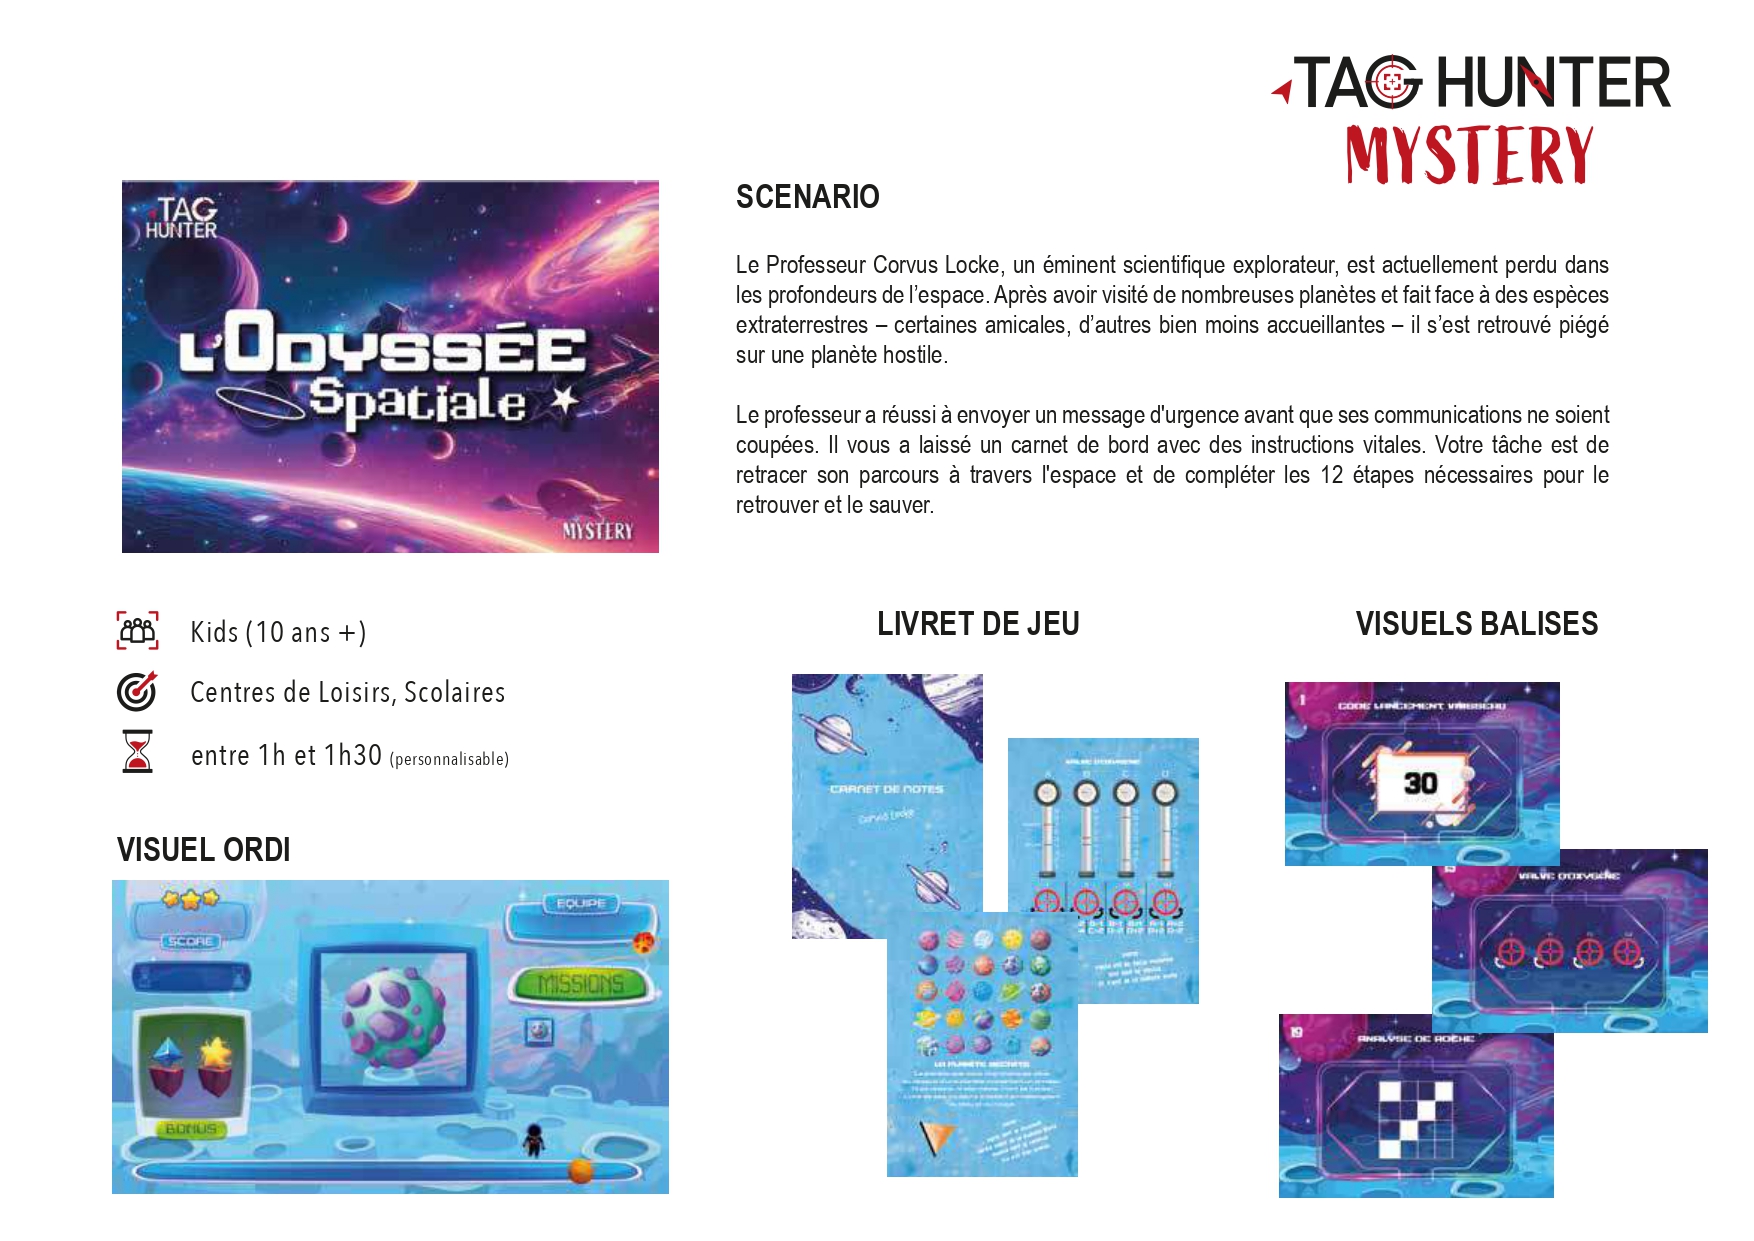 TAG HUNTER
MYSTERY
TAG
HUNTER
L'ODYSSÉE
Spatiale
MYSTERY
SCENARIO
Le Professeur Corvus Locke, un éminent scientifique explorateur, est actuellement perdu dans
les profondeurs de l’espace. Après avoir visité de nombreuses planètes et fait face à des espèces
extraterrestres – certaines amicales, d’autres bien moins accueillantes – il s’est retrouvé piégé
sur une planète hostile.
Le professeur a réussi à envoyer un message d'urgence avant que ses communications ne soient
coupées. Il vous a laissé un carnet de bord avec des instructions vitales. Votre tâche est de
retracer son parcours à travers l'espace et de compléter les 12 étapes nécessaires pour le
retrouver et le sauver.
Kids (10 ans +)
Centres de Loisirs, Scolaires
entre 1h et 1h30 (personnalisable)
VISUEL ORDI
SCORE
EQUIPE
MISSIONS
BONUS
LIVRET DE JEU
CARNET DE NOTES
Corvus Locke
VALVE D'OXYGENE
A B C D
LA PLANÈTE SECRÈTE
VISUELS BALISES
1
CODE LANCEMENT VAISSEAU
30
VALVE D'OXYGÈNE
19
ANALYSE DE ROCHE